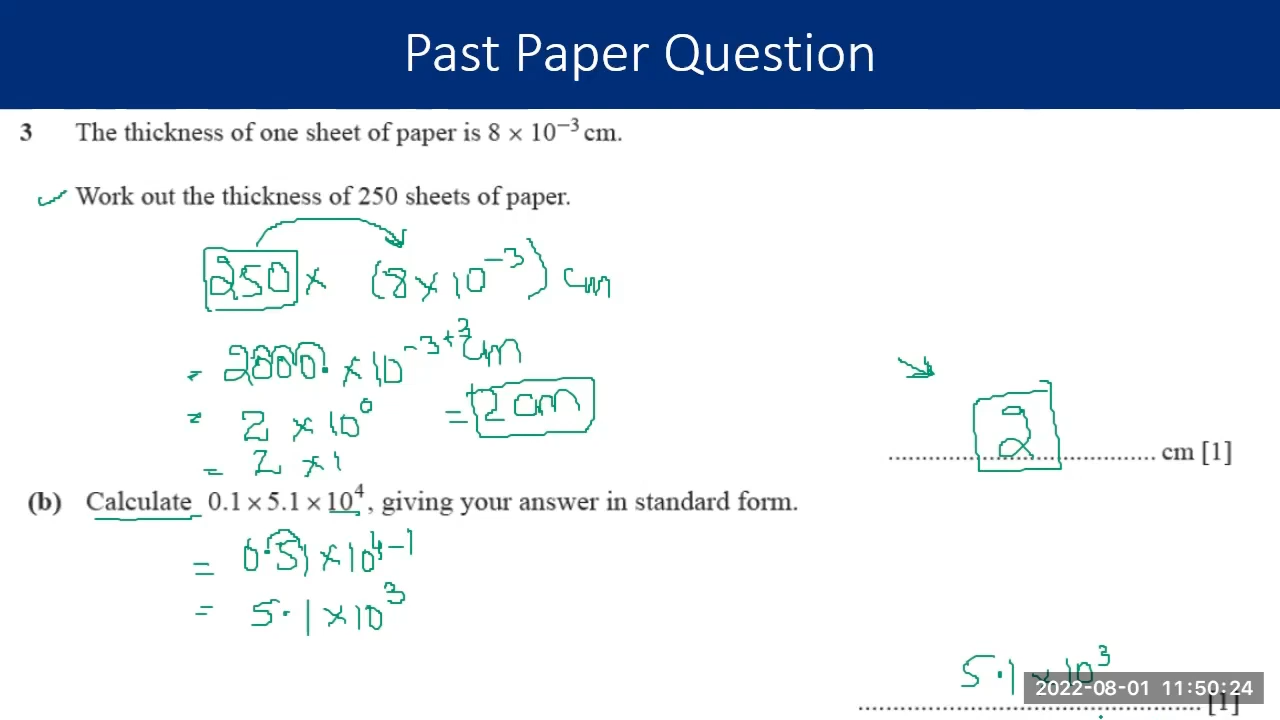 Past Paper Question
3 The thickness of one sheet of paper is 8 × 10⁻³ cm.
Work out the thickness of 250 sheets of paper.
250 × (8 × 10⁻³) cm
= 2000. × 10⁻³⁺³ cm
= 2 × 10⁰ = 2 cm
= 2 × 1
2
.......................................... cm [1]
(b) Calculate 0.1 × 5.1 × 10⁴, giving your answer in standard form.
= 0.51 × 10⁴⁻¹
= 5.1 × 10³
5.1 × 10³
2022-08-01 11:50:24
.................................................... [1]